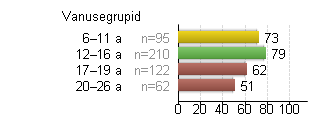 Vanusegrupid
6–11 a n=95 73
12–16 a n=210 79
17–19 a n=122 62
20–26 a n=62 51
0 20 40 60 80 100